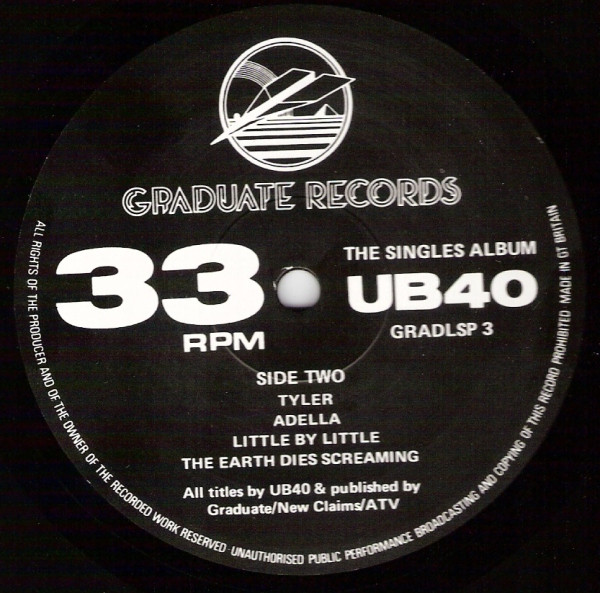 GRADUATE RECORDS
33
RPM
THE SINGLES ALBUM
UB40
GRADLSP 3
SIDE TWO
TYLER
ADELLA
LITTLE BY LITTLE
THE EARTH DIES SCREAMING
All titles by UB40 & published by
Graduate/New Claims/ATV
ALL RIGHTS OF THE PRODUCER AND OF THE OWNER OF THE RECORDED WORK RESERVED · UNAUTHORISED PUBLIC PERFORMANCE BROADCASTING AND COPYING OF THIS RECORD PROHIBITED MADE IN GT BRITAIN